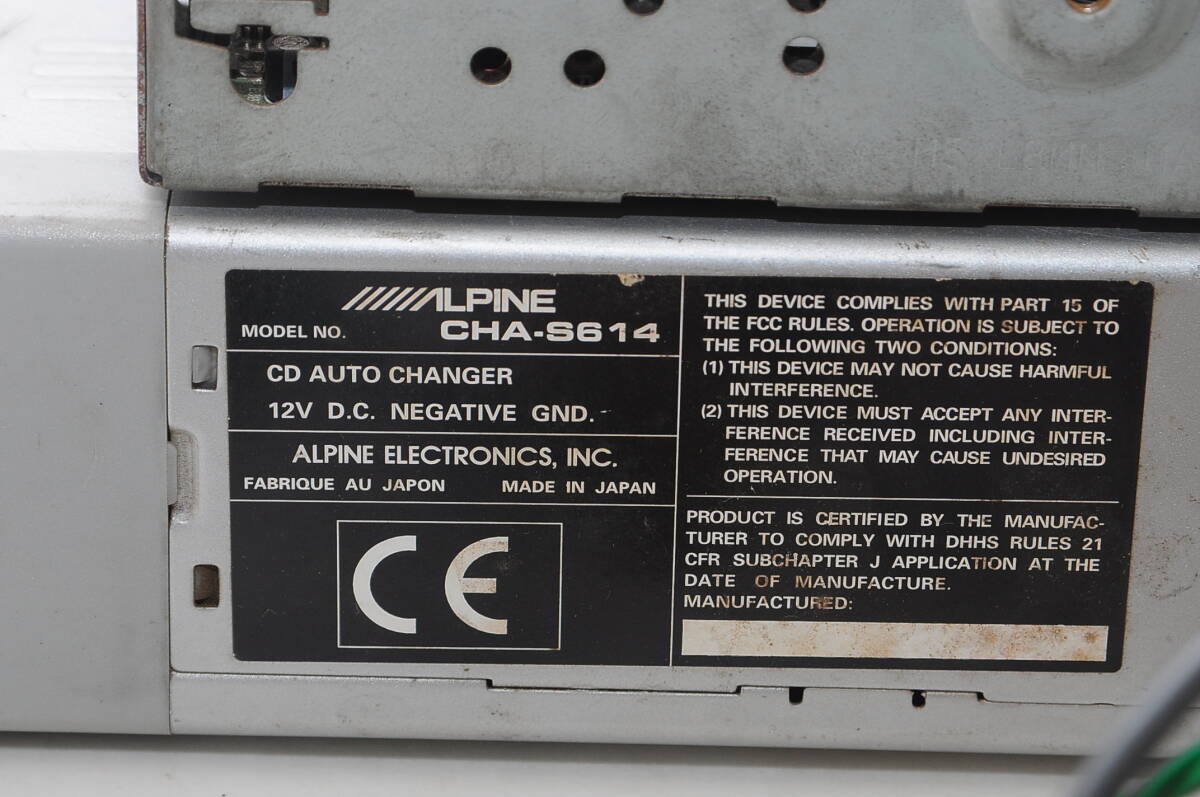 ALPINE
MODEL NO. CHA-S614
CD AUTO CHANGER
12V D.C. NEGATIVE GND.
ALPINE ELECTRONICS, INC.
FABRIQUE AU JAPON MADE IN JAPAN
CE
THIS DEVICE COMPLIES WITH PART 15 OF
THE FCC RULES. OPERATION IS SUBJECT TO
THE FOLLOWING TWO CONDITIONS:
(1) THIS DEVICE MAY NOT CAUSE HARMFUL
INTERFERENCE.
(2) THIS DEVICE MUST ACCEPT ANY INTER-
FERENCE RECEIVED INCLUDING INTER-
FERENCE THAT MAY CAUSE UNDESIRED
OPERATION.
PRODUCT IS CERTIFIED BY THE MANUFAC-
TURER TO COMPLY WITH DHHS RULES 21
CFR SUBCHAPTER J APPLICATION AT THE
DATE OF MANUFACTURE.
MANUFACTURED: